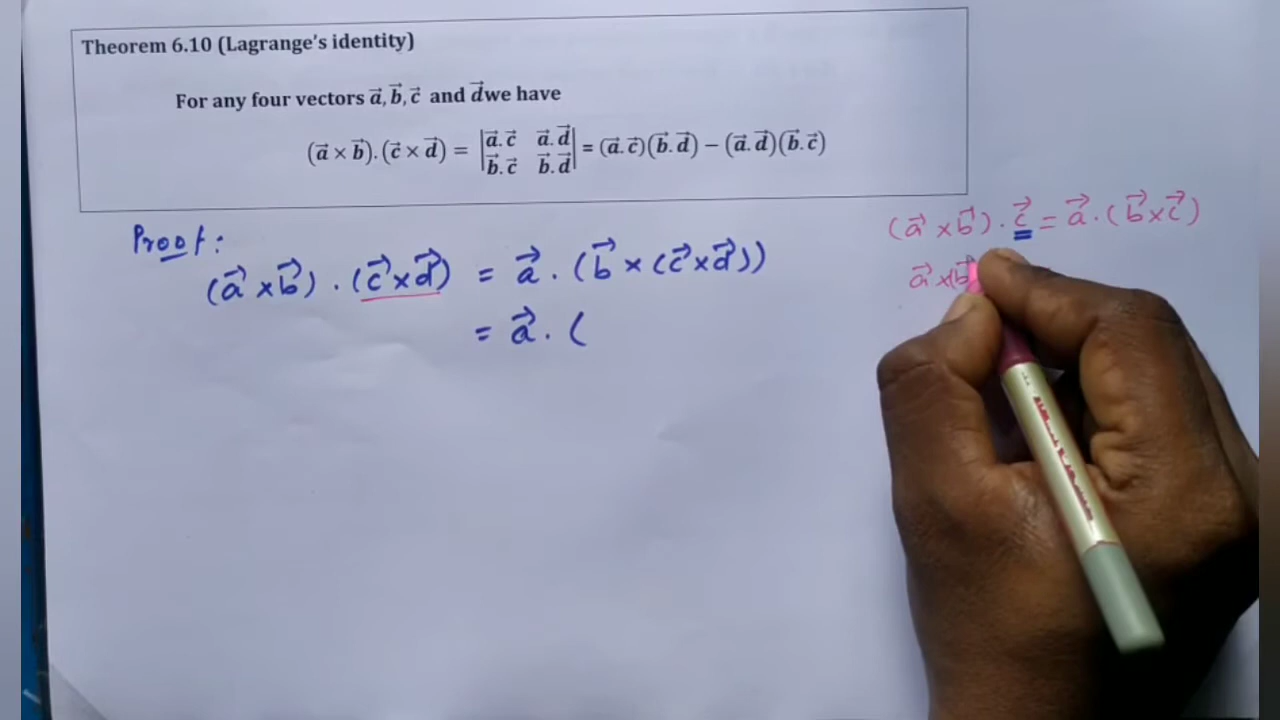 Theorem 6.10 (Lagrange's identity)
For any four vectors a⃗, b⃗, c⃗ and d⃗ we have
(a⃗ × b⃗). (c⃗ × d⃗) = |a⃗.c⃗ a⃗.d⃗ b⃗.c⃗ b⃗.d⃗| = (a⃗.c⃗)(b⃗.d⃗) − (a⃗.d⃗)(b⃗.c⃗)
(a⃗ × b⃗) . c⃗ = a⃗ . (b⃗ × c⃗)
Proof:
(a⃗ × b⃗) . (c⃗ × d⃗) = a⃗ . (b⃗ × (c⃗ × d⃗))
a⃗ × (b⃗
= a⃗ . (